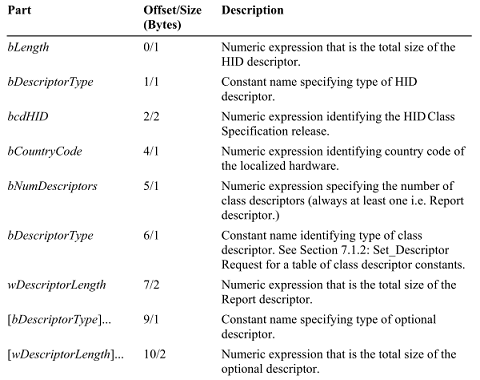 Part Offset/Size Description
(Bytes)
bLength 0/1 Numeric expression that is the total size of the
HID descriptor.
bDescriptorType 1/1 Constant name specifying type of HID
descriptor.
bcdHID 2/2 Numeric expression identifying the HID Class
Specification release.
bCountryCode 4/1 Numeric expression identifying country code of
the localized hardware.
bNumDescriptors 5/1 Numeric expression specifying the number of
class descriptors (always at least one i.e. Report
descriptor.)
bDescriptorType 6/1 Constant name identifying type of class
descriptor. See Section 7.1.2: Set_Descriptor
Request for a table of class descriptor constants.
wDescriptorLength 7/2 Numeric expression that is the total size of the
Report descriptor.
[bDescriptorType]... 9/1 Constant name specifying type of optional
descriptor.
[wDescriptorLength]... 10/2 Numeric expression that is the total size of the
optional descriptor.